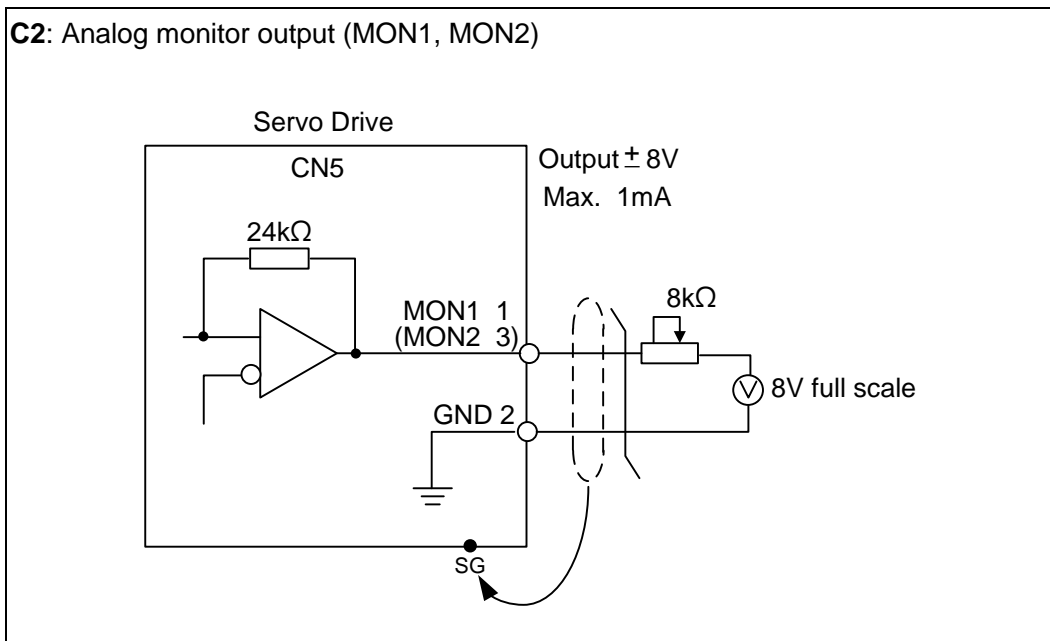 C2: Analog monitor output (MON1, MON2)
Servo Drive
CN5
Output ± 8V
Max. 1mA
24kΩ
8kΩ
MON1 1
(MON2 3)
V
8V full scale
GND 2
SG